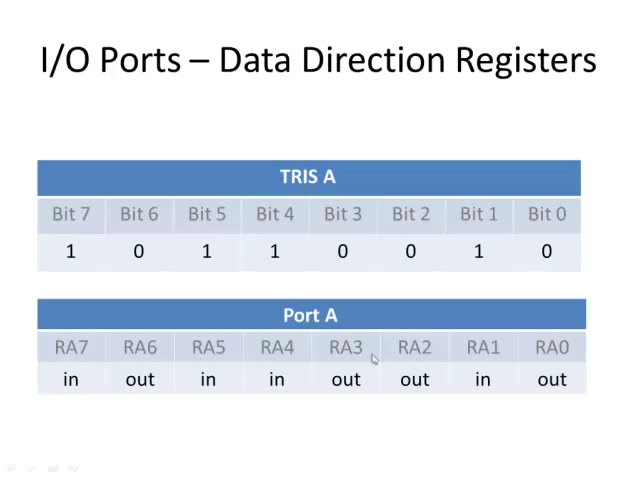 I/O Ports – Data Direction Registers
TRIS A
Bit 7 Bit 6 Bit 5 Bit 4 Bit 3 Bit 2 Bit 1 Bit 0
1 0 1 1 0 0 1 0
Port A
RA7 RA6 RA5 RA4 RA3 RA2 RA1 RA0
in out in in out out in out